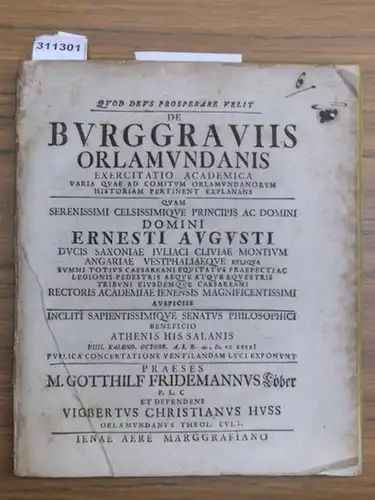 311301
6
QVOD DEVS PROSPERARE VELIT
DE
BVRGGRAVIIS
ORLAMVNDANIS
EXERCITATIO ACADEMICA
VARIA QVAE AD COMITVM ORLAMVNDANORVM
HISTORIAM PERTINENT EXPLANANS
QVAM
SERENISSIMI CELSISSIMIQVE PRINCIPIS AC DOMINI
DOMINI
ERNESTI AVGVSTI
DVCIS SAXONIAE IVLIACI CLIVIAE MONTIVM
ANGARIAE VESTPHALIAEQVE RELIQVA
SVMMI TOTIVS CAESAREANI EQVITATVS PRAEFECTI AC
LEGIONIS PEDESTRIS AEQVE ATQVE EQVESTRIS
TRIBVNI EIVSDEMQVE CAESAREANI
RECTORIS ACADEMIAE IENENSIS MAGNIFICENTISSIMI
AVSPICIIS
INCLITI SAPIENTISSIMIQVE SENATVS PHILOSOPHICI
BENEFICIO
ATHENIS HIS SALANIS
KALEND. OCTOBR. A. E. R.
PVBLICA CONCERTATIONE VENTILANDAM LVCI EXPONVNT
PRAESES
M. GOTTHILF FRIDEMANNVS Löber
P. L. C
ET DEFENDENS
VIGBERTVS CHRISTIANVS HVSS
ORLAMVNDANVS THEOL. CVLT.
IENAE AERE MARGGRAFIANO